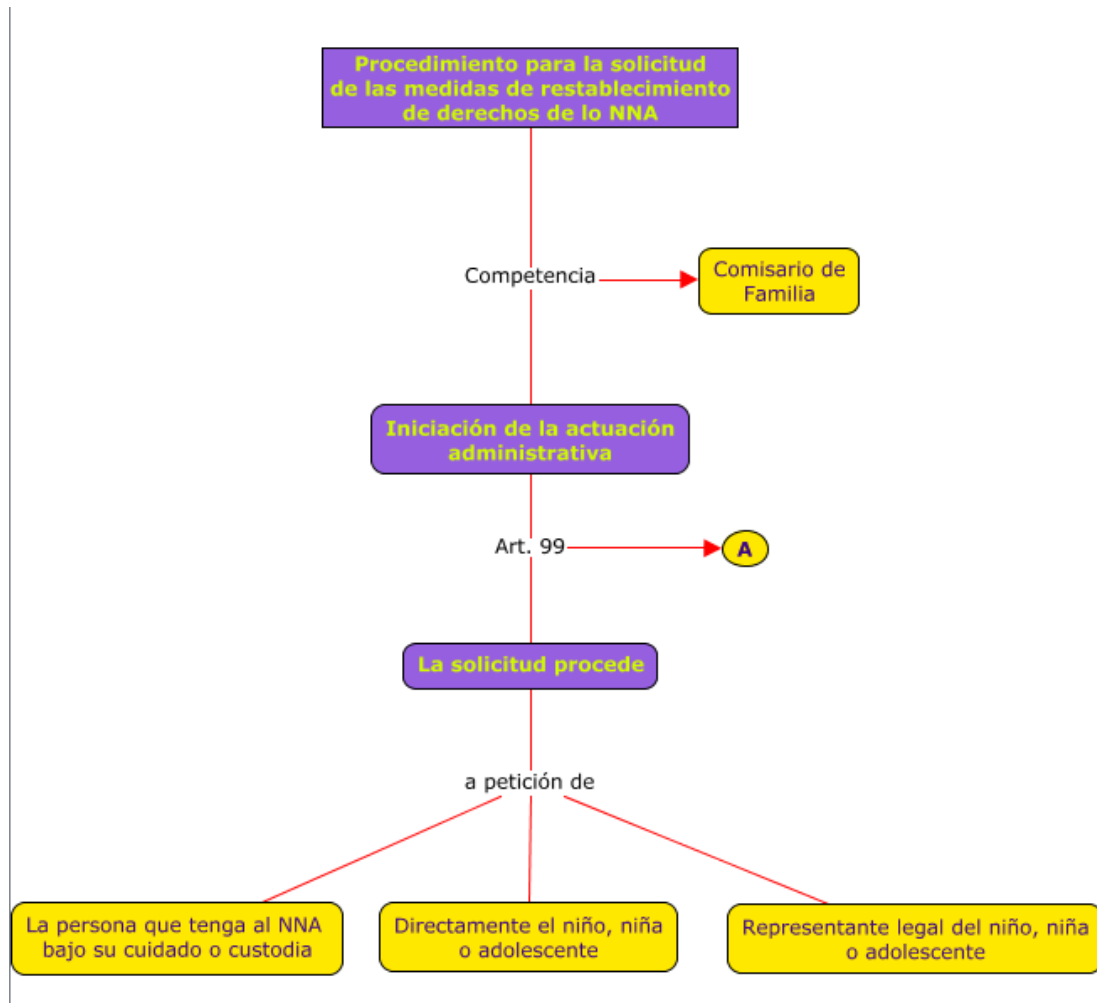 Procedimiento para la solicitud
de las medidas de restablecimiento
de derechos de lo NNA
Competencia
Comisario de
Familia
Iniciación de la actuación
administrativa
Art. 99
A
La solicitud procede
a petición de
La persona que tenga al NNA
bajo su cuidado o custodia
Directamente el niño, niña
o adolescente
Representante legal del niño, niña
o adolescente